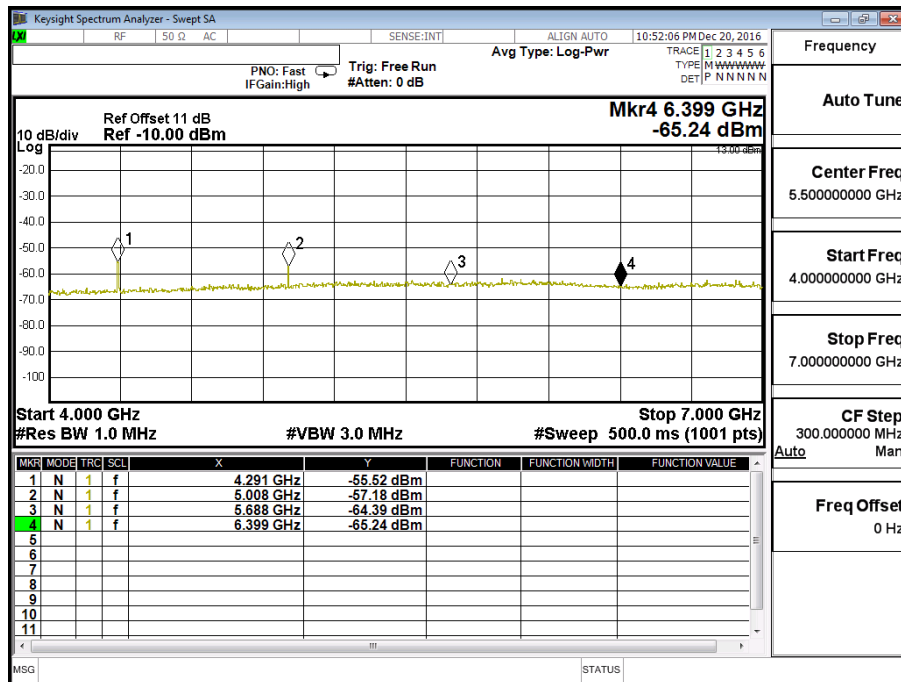 Keysight Spectrum Analyzer - Swept SA
LXI RF 50 Ω AC SENSE:INT ALIGN AUTO 10:52:06 PM Dec 20, 2016
Avg Type: Log-Pwr
TRACE 1 2 3 4 5 6
TYPE M W W W W W
DET P N N N N N
PNO: Fast
IFGain:High
Trig: Free Run
#Atten: 0 dB
Frequency
Auto Tune
Center Freq
5.500000000 GHz
Start Freq
4.000000000 GHz
Stop Freq
7.000000000 GHz
CF Step
300.000000 MHz
Auto Man
Freq Offset
0 Hz
Mkr4 6.399 GHz
-65.24 dBm
Ref Offset 11 dB
10 dB/div Ref -10.00 dBm
Log
13.00 dBm
-20.0
-30.0
-40.0
-50.0
-60.0
-70.0
-80.0
-90.0
-100
1
2
3
4
Start 4.000 GHz Stop 7.000 GHz
#Res BW 1.0 MHz #VBW 3.0 MHz #Sweep 500.0 ms (1001 pts)
MKR MODE TRC SCL X Y FUNCTION FUNCTION WIDTH FUNCTION VALUE
1 N 1 f 4.291 GHz -55.52 dBm
2 N 1 f 5.008 GHz -57.18 dBm
3 N 1 f 5.688 GHz -64.39 dBm
4 N 1 f 6.399 GHz -65.24 dBm
5
6
7
8
9
10
11
MSG STATUS